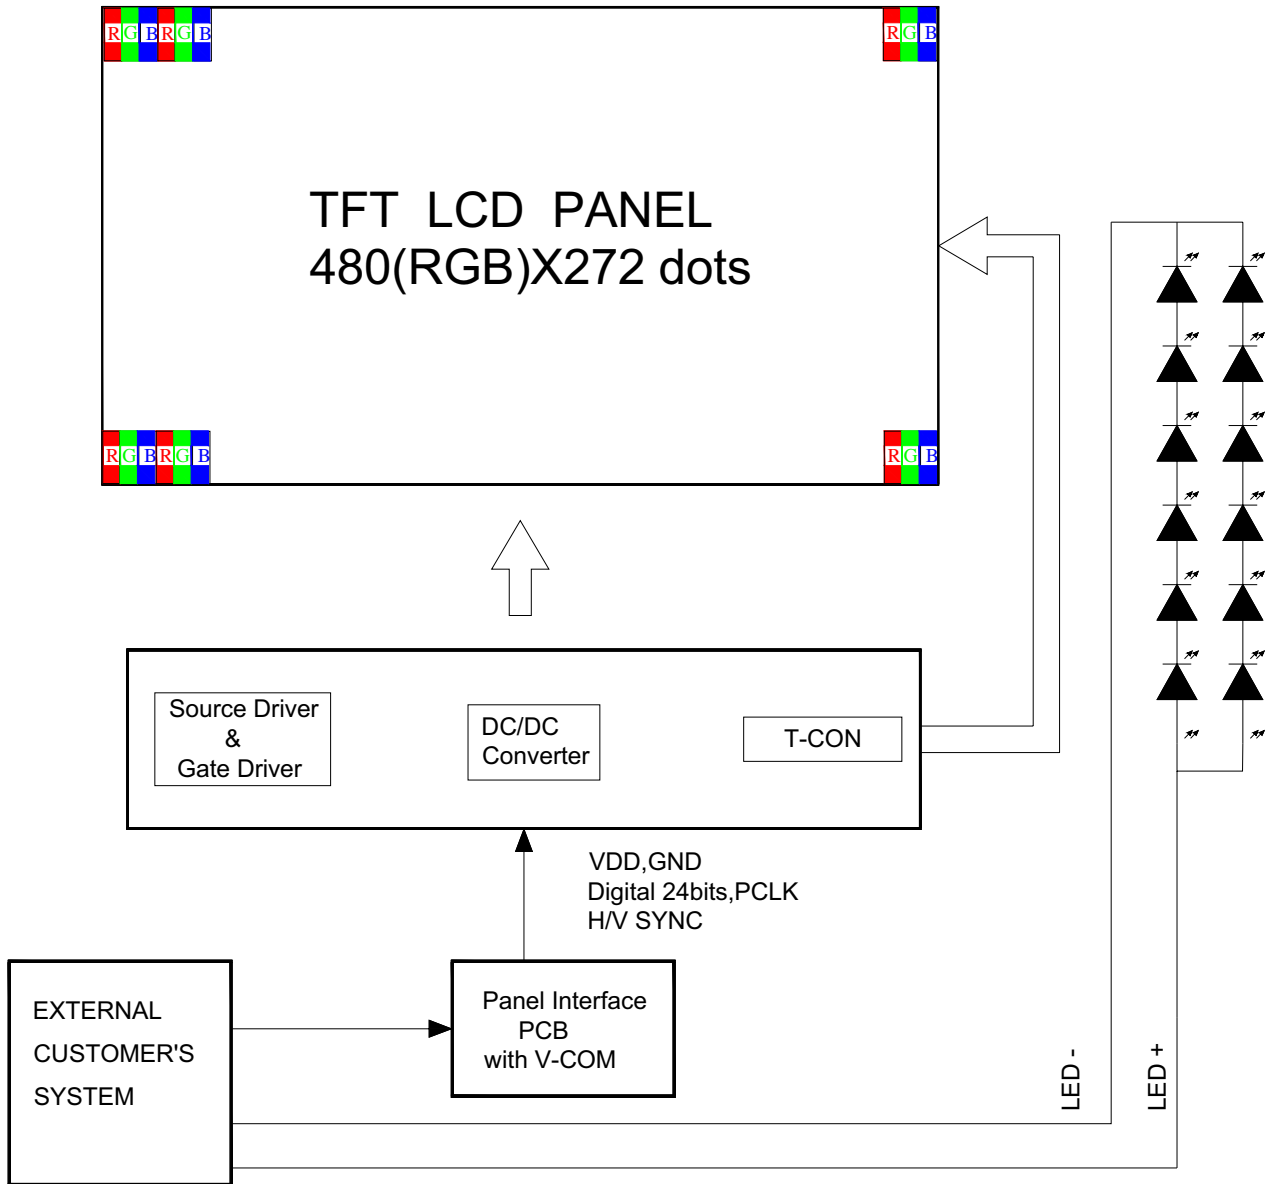 RGBRGB
RGB
TFT LCD PANEL
480(RGB)X272 dots
RGBRGB
RGB
Source Driver
&
Gate Driver
DC/DC
Converter
T-CON
VDD,GND
Digital 24bits,PCLK
H/V SYNC
EXTERNAL
CUSTOMER'S
SYSTEM
Panel Interface
PCB
with V-COM
LED -
LED +